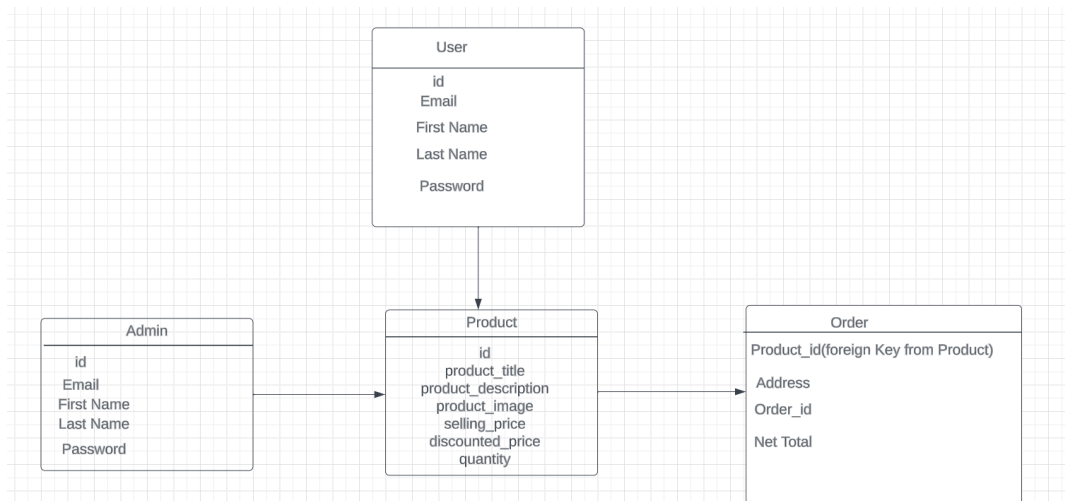 User
id
Email
First Name
Last Name
Password
Admin
id
Email
First Name
Last Name
Password
Product
id
product_title
product_description
product_image
selling_price
discounted_price
quantity
Order
Product_id(foreign Key from Product)
Address
Order_id
Net Total